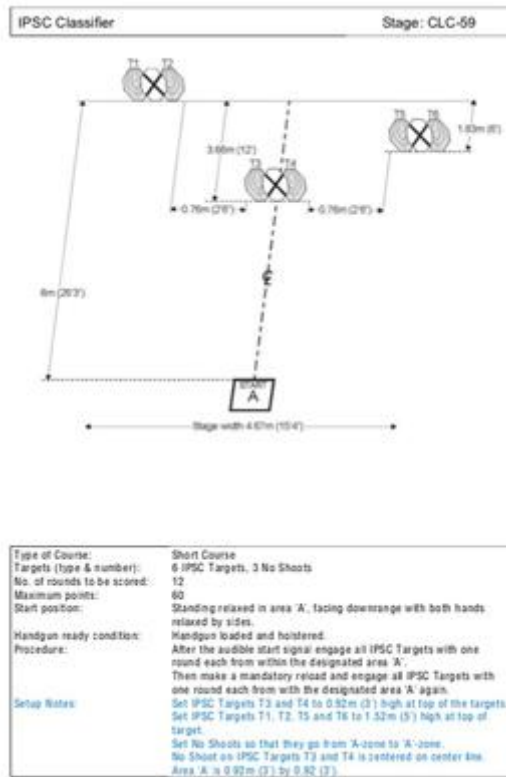 IPSC Classifier
Stage: CLC-59
T1 T2
T5 T6
1.83m (6')
3.66m (12')
T3 T4
0.76m (2'6')
0.76m (2'6')
8m (26'3")
START
A
Stage width 4.67m (15'4")
Type of Course: Short Course
Targets (type & number): 6 IPSC Targets, 3 No Shoots
No. of rounds to be scored: 12
Maximum points: 60
Start position: Standing relaxed in area 'A', facing downrange with both hands
relaxed by sides.
Handgun ready condition: Handgun loaded and holstered.
Procedure: After the audible start signal engage all IPSC Targets with one
round each from within the designated area 'A'.
Then make a mandatory reload and engage all IPSC Targets with
one round each from with the designated area 'A' again.
Setup Notes: Set IPSC Targets T3 and T4 to 0.92m (3') high at top of the targets
Set IPSC Targets T1, T2, T5 and T6 to 1.52m (5') high at top of
target.
Set No Shoots so that they go from 'A-zone to 'A'-zone.
No Shoot on IPSC Targets T3 and T4 is centered on center line.
Area 'A' is 0.92m (3') by 0.92 (3').